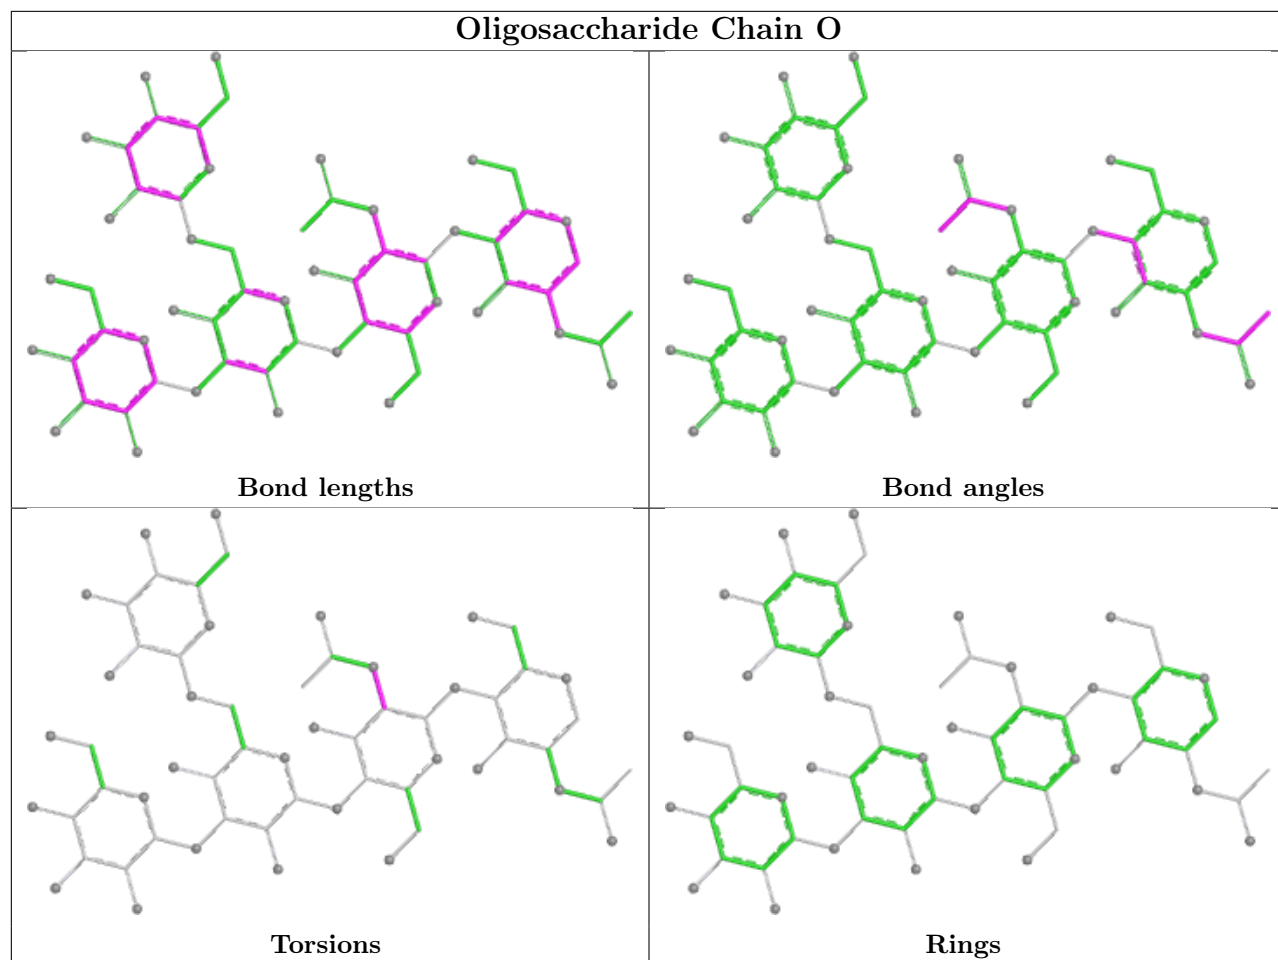 Oligosaccharide Chain O
Bond lengths
Bond angles
Torsions
Rings